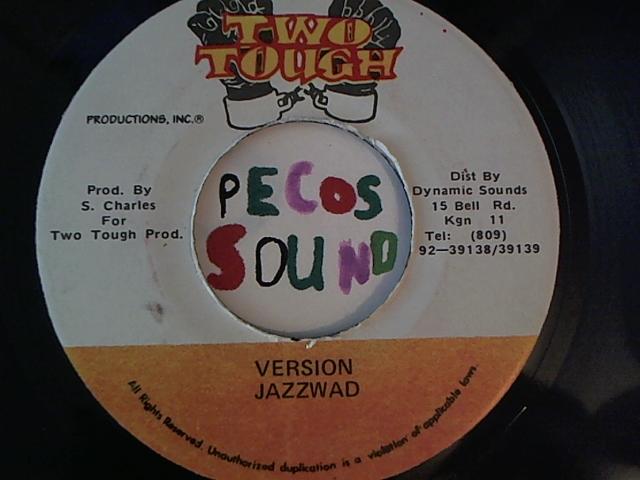 TWO
TOUGH
PRODUCTIONS, INC.®
Prod. By
S. Charles
For
Two Tough Prod.
PECOS
SOUND
Dist By
Dynamic Sounds
15 Bell Rd.
Kgn 11
Tel: (809)
92—39138/39139
VERSION
JAZZWAD
All Rights Reserved. Unauthorized duplication is a violation of applicable laws.